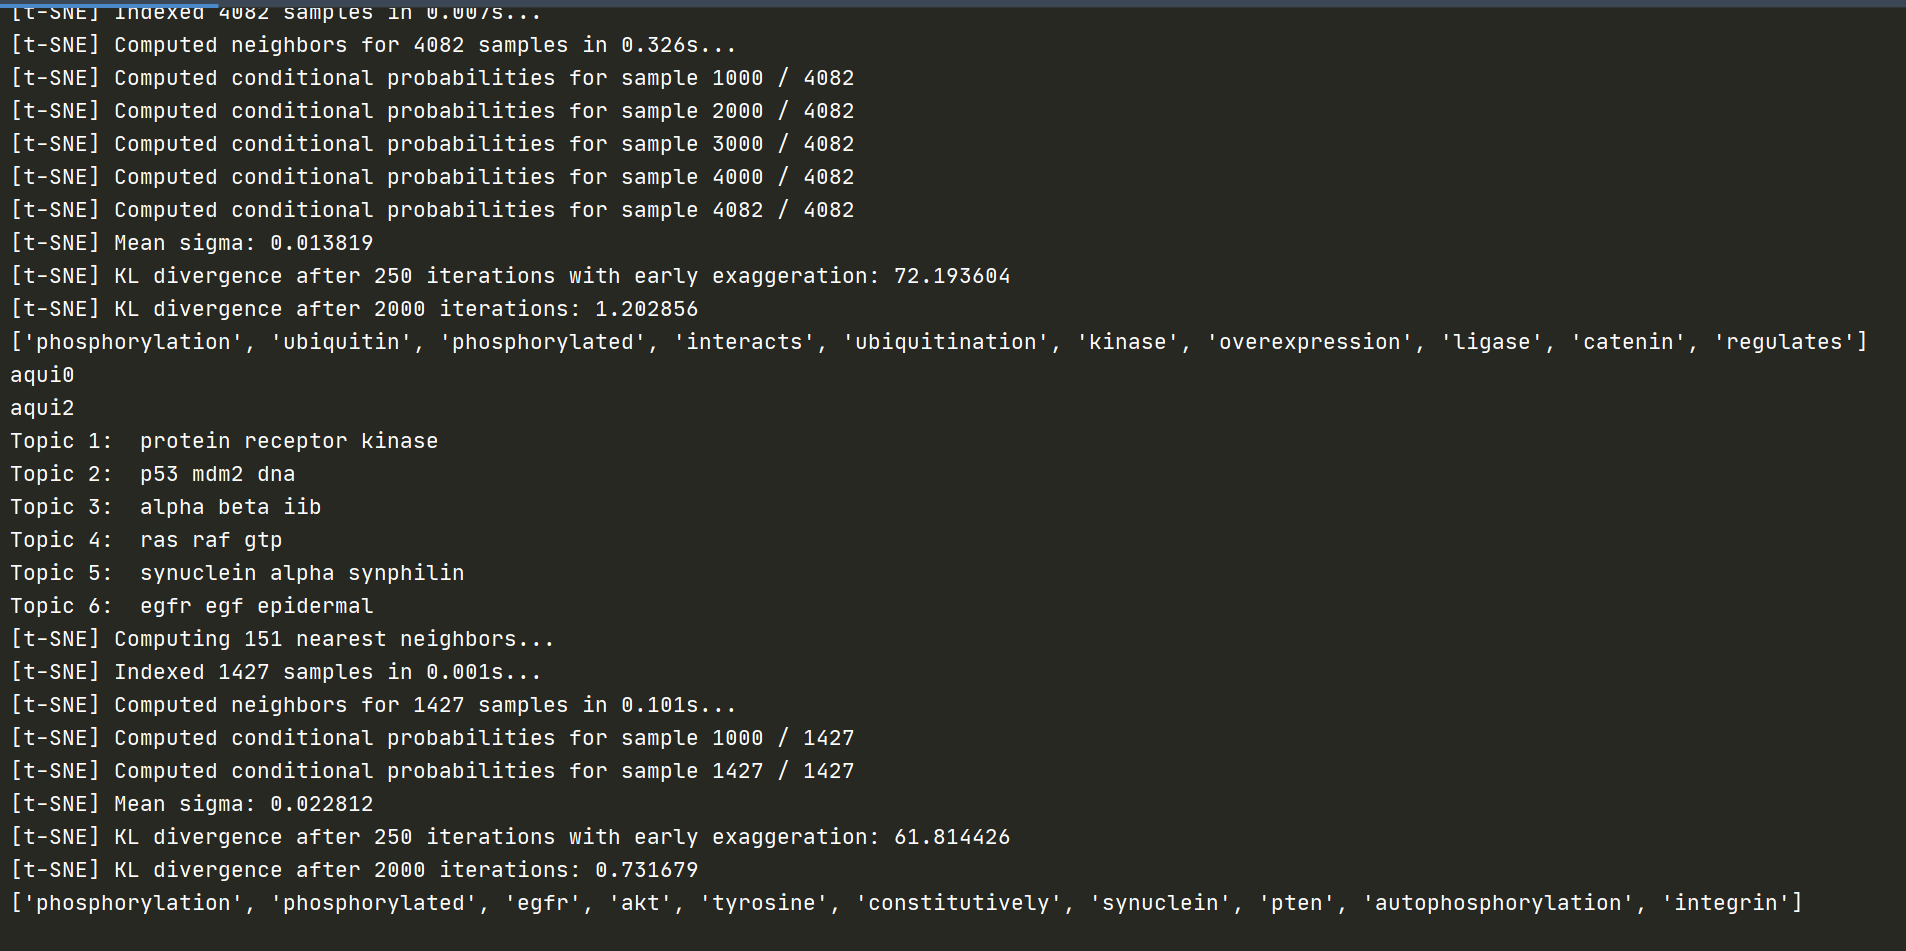 [t-SNE] Indexed 4082 samples in 0.007s...
[t-SNE] Computed neighbors for 4082 samples in 0.326s...
[t-SNE] Computed conditional probabilities for sample 1000 / 4082
[t-SNE] Computed conditional probabilities for sample 2000 / 4082
[t-SNE] Computed conditional probabilities for sample 3000 / 4082
[t-SNE] Computed conditional probabilities for sample 4000 / 4082
[t-SNE] Computed conditional probabilities for sample 4082 / 4082
[t-SNE] Mean sigma: 0.013819
[t-SNE] KL divergence after 250 iterations with early exaggeration: 72.193604
[t-SNE] KL divergence after 2000 iterations: 1.202856
['phosphorylation', 'ubiquitin', 'phosphorylated', 'interacts', 'ubiquitination', 'kinase', 'overexpression', 'ligase', 'catenin', 'regulates']
aqui0
aqui2
Topic 1:  protein receptor kinase
Topic 2:  p53 mdm2 dna
Topic 3:  alpha beta iib
Topic 4:  ras raf gtp
Topic 5:  synuclein alpha synphilin
Topic 6:  egfr egf epidermal
[t-SNE] Computing 151 nearest neighbors...
[t-SNE] Indexed 1427 samples in 0.001s...
[t-SNE] Computed neighbors for 1427 samples in 0.101s...
[t-SNE] Computed conditional probabilities for sample 1000 / 1427
[t-SNE] Computed conditional probabilities for sample 1427 / 1427
[t-SNE] Mean sigma: 0.022812
[t-SNE] KL divergence after 250 iterations with early exaggeration: 61.814426
[t-SNE] KL divergence after 2000 iterations: 0.731679
['phosphorylation', 'phosphorylated', 'egfr', 'akt', 'tyrosine', 'constitutively', 'synuclein', 'pten', 'autophosphorylation', 'integrin']